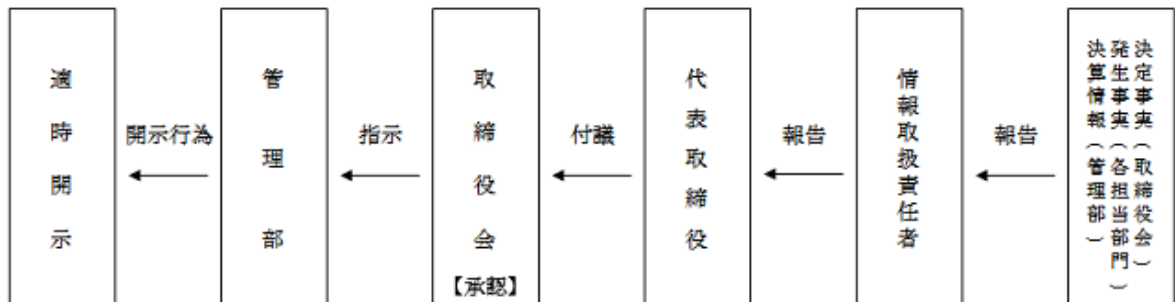 決定事実（取締役会）
発生事実（各担当部門）
決算情報（管理部）
報告
情報取扱責任者
報告
代表取締役
付議
取締役会
【承認】
指示
管理部
開示行為
適時開示